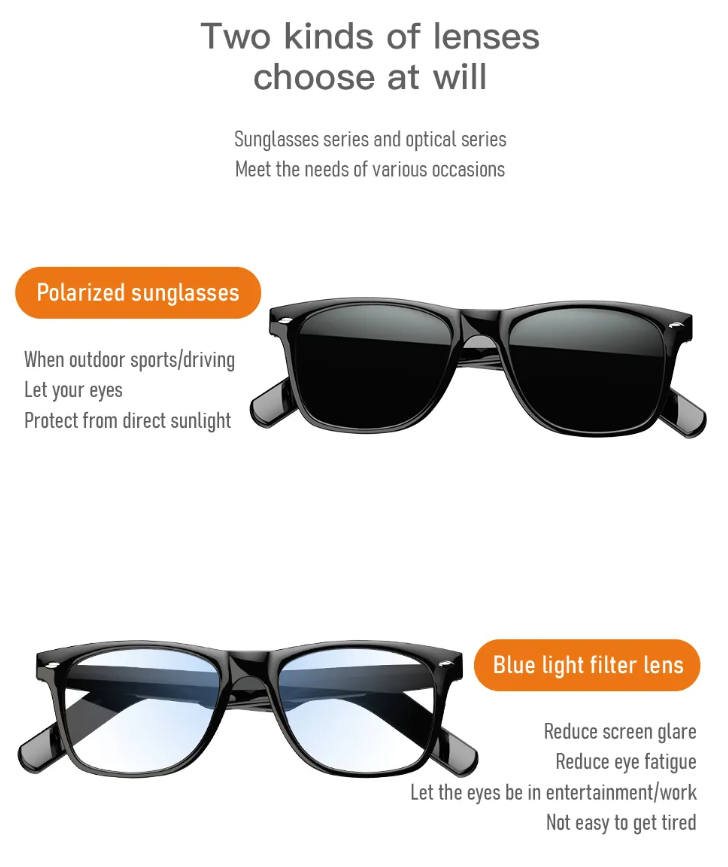 Two kinds of lenses
choose at will
Sunglasses series and optical series
Meet the needs of various occasions
Polarized sunglasses
When outdoor sports/driving
Let your eyes
Protect from direct sunlight
Blue light filter lens
Reduce screen glare
Reduce eye fatigue
Let the eyes be in entertainment/work
Not easy to get tired